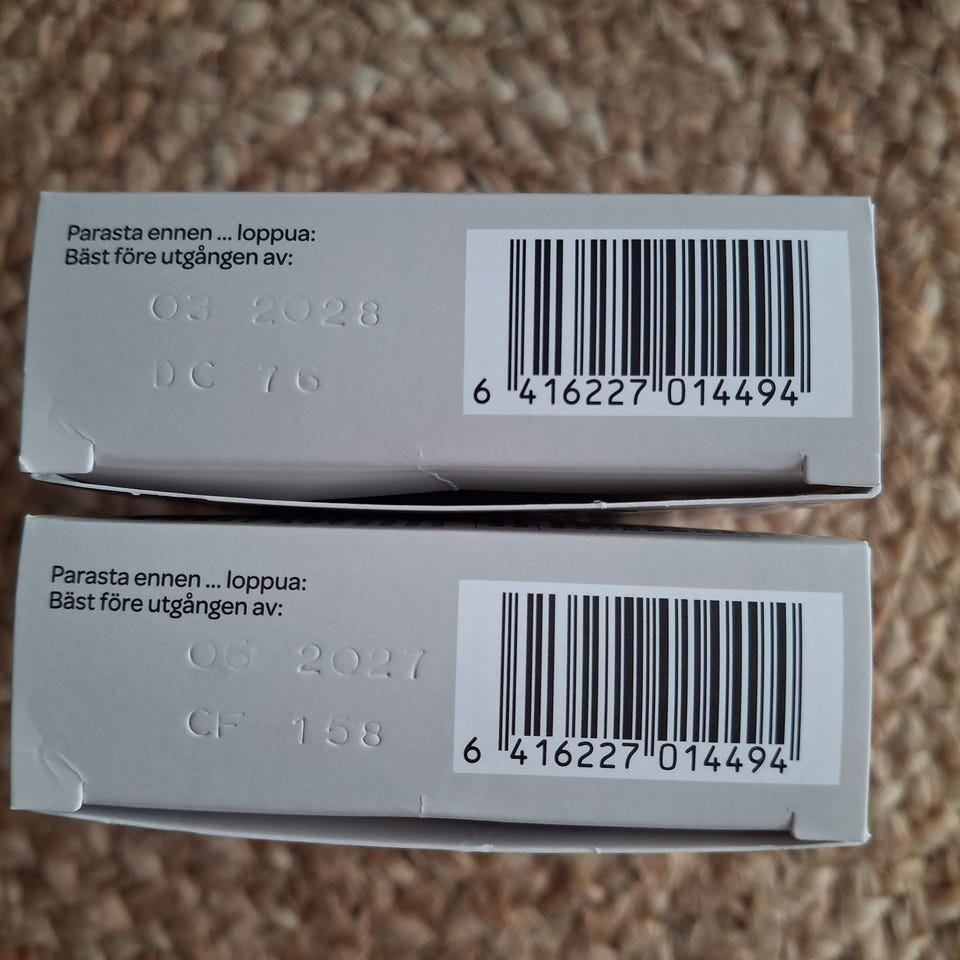 Parasta ennen ... loppua:
Bäst före utgången av:
03 2028
DC 76
6 416227 014494
Parasta ennen ... loppua:
Bäst före utgången av:
06 2027
CF 158
6 416227 014494